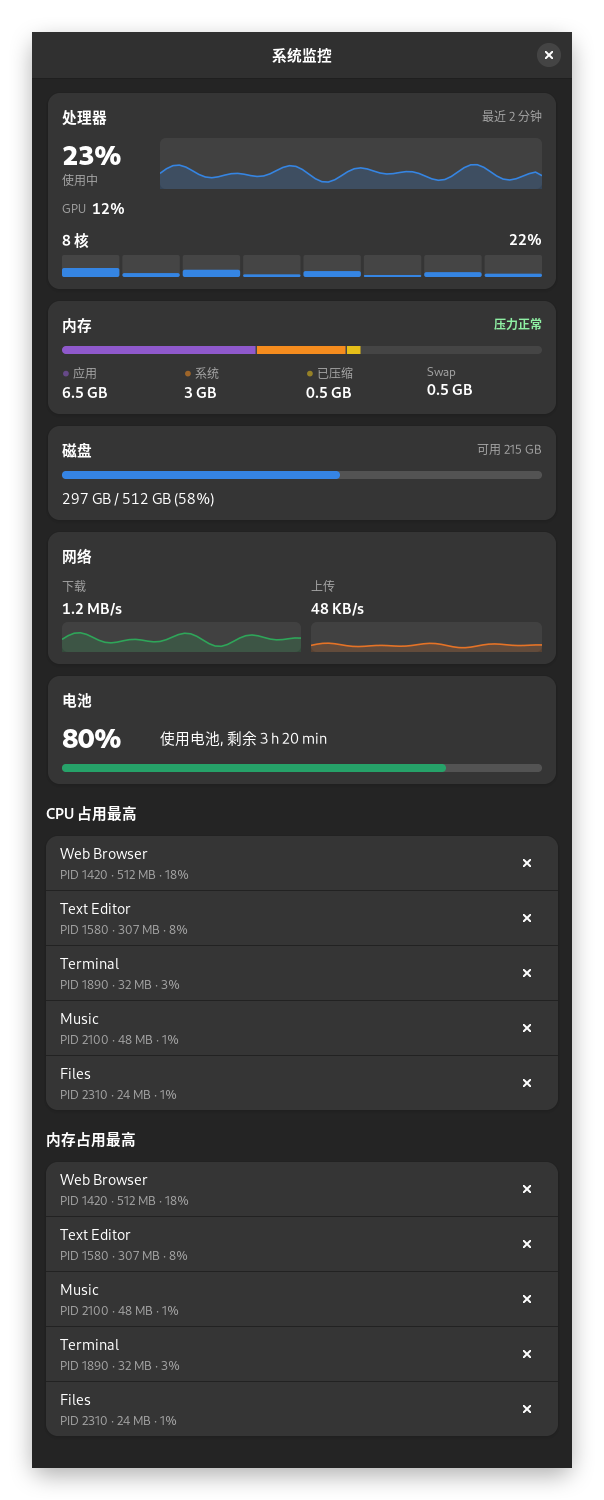 系统监控
处理器 最近 2 分钟
23%
使用中
GPU 12%
8 核 22%
内存 压力正常
应用 系统 已压缩 Swap
6.5 GB 3 GB 0.5 GB 0.5 GB
磁盘 可用 215 GB
297 GB / 512 GB (58%)
网络
下载 上传
1.2 MB/s 48 KB/s
电池
80% 使用电池, 剩余 3 h 20 min
CPU 占用最高
Web Browser
PID 1420 · 512 MB · 18%
Text Editor
PID 1580 · 307 MB · 8%
Terminal
PID 1890 · 32 MB · 3%
Music
PID 2100 · 48 MB · 1%
Files
PID 2310 · 24 MB · 1%
内存占用最高
Web Browser
PID 1420 · 512 MB · 18%
Text Editor
PID 1580 · 307 MB · 8%
Music
PID 2100 · 48 MB · 1%
Terminal
PID 1890 · 32 MB · 3%
Files
PID 2310 · 24 MB · 1%